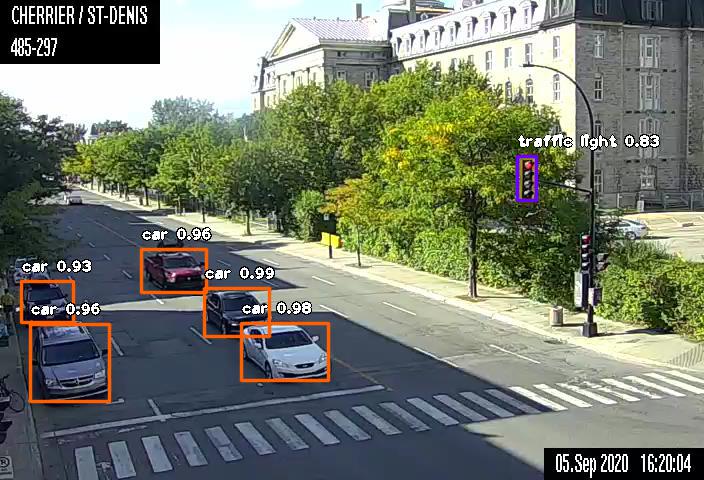 CHERRIER / ST-DENIS
485-297
traffic light 0.83
car 0.96
car 0.93
car 0.99
car 0.96
car 0.98
05.Sep 2020 16:20:04